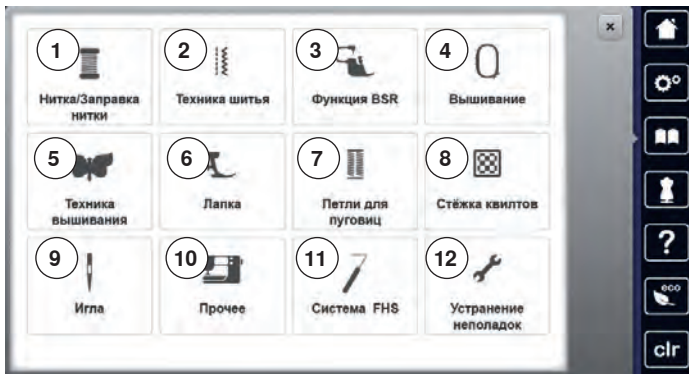 ×
1
2
3
4
Нитка/Заправка
нитки
Техника шитья
Функция BSR
Вышивание
5
6
7
8
Техника
вышивания
Лапка
Петли для
пуговиц
Стёжка квилтов
9
10
11
12
Игла
Прочее
Система FHS
Устранение
неполадок
?
eco
clr